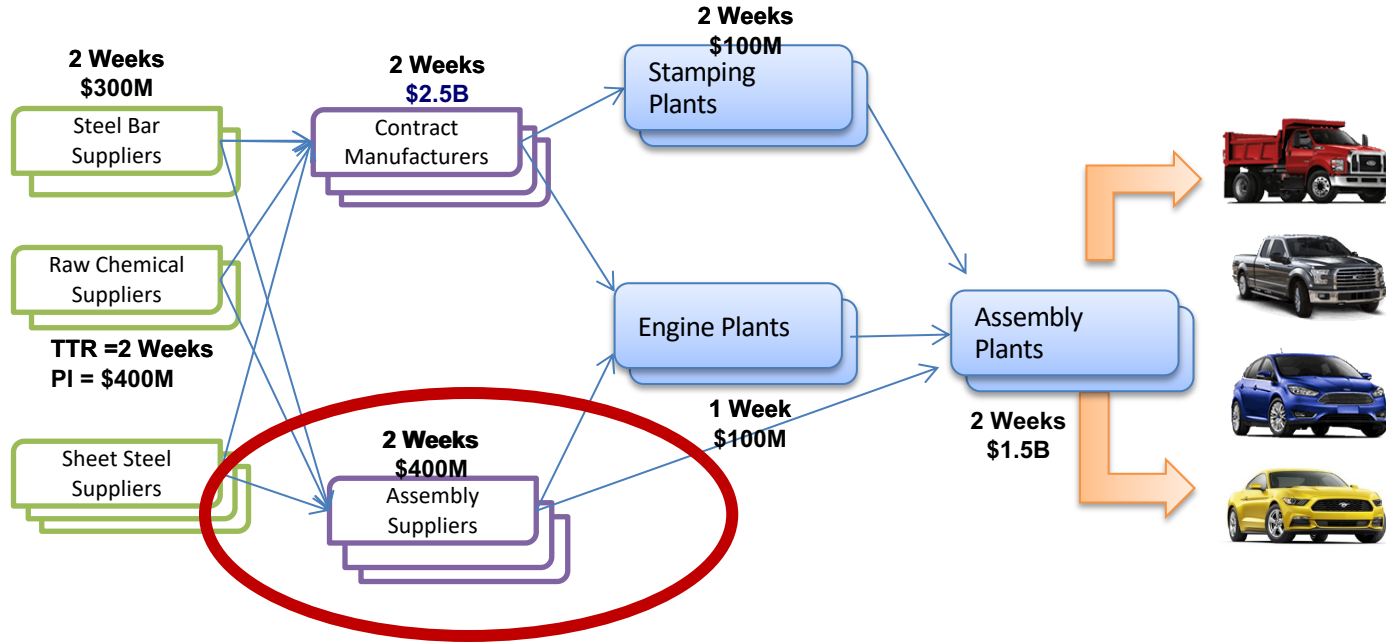 2 Weeks
$300M
Steel Bar
Suppliers
Raw Chemical
Suppliers
TTR =2 Weeks
PI = $400M
Sheet Steel
Suppliers
2 Weeks
$2.5B
Contract
Manufacturers
2 Weeks
$400M
Assembly
Suppliers
2 Weeks
$100M
Stamping
Plants
Engine Plants
1 Week
$100M
Assembly
Plants
2 Weeks
$1.5B